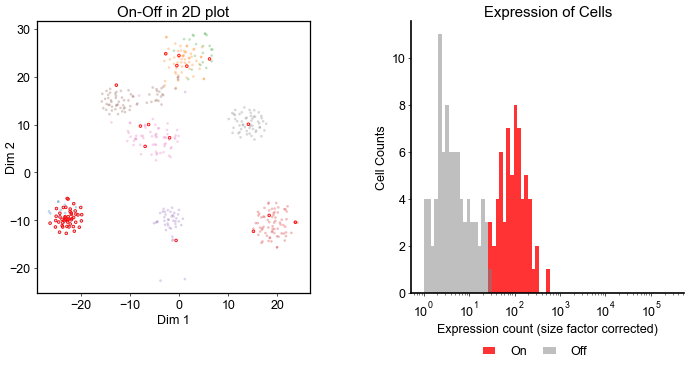 On-Off in 2D plot
Dim 2
30
20
10
0
−10
−20
−20 −10 0 10 20
Dim 1
Expression of Cells
Cell Counts
10
8
6
4
2
0
10⁰ 10¹ 10² 10³ 10⁴ 10⁵
Expression count (size factor corrected)
On Off